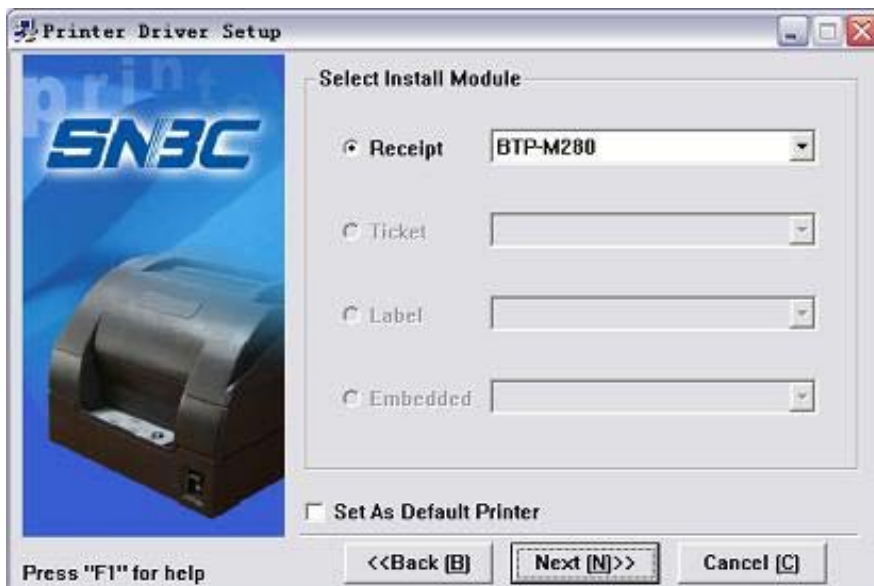 Printer Driver Setup
print
SNBC
Select Install Module
Receipt
BTP-M280
Ticket
Label
Embedded
Set As Default Printer
Press "F1" for help
<<Back (B)
Next (N)>>
Cancel (C)